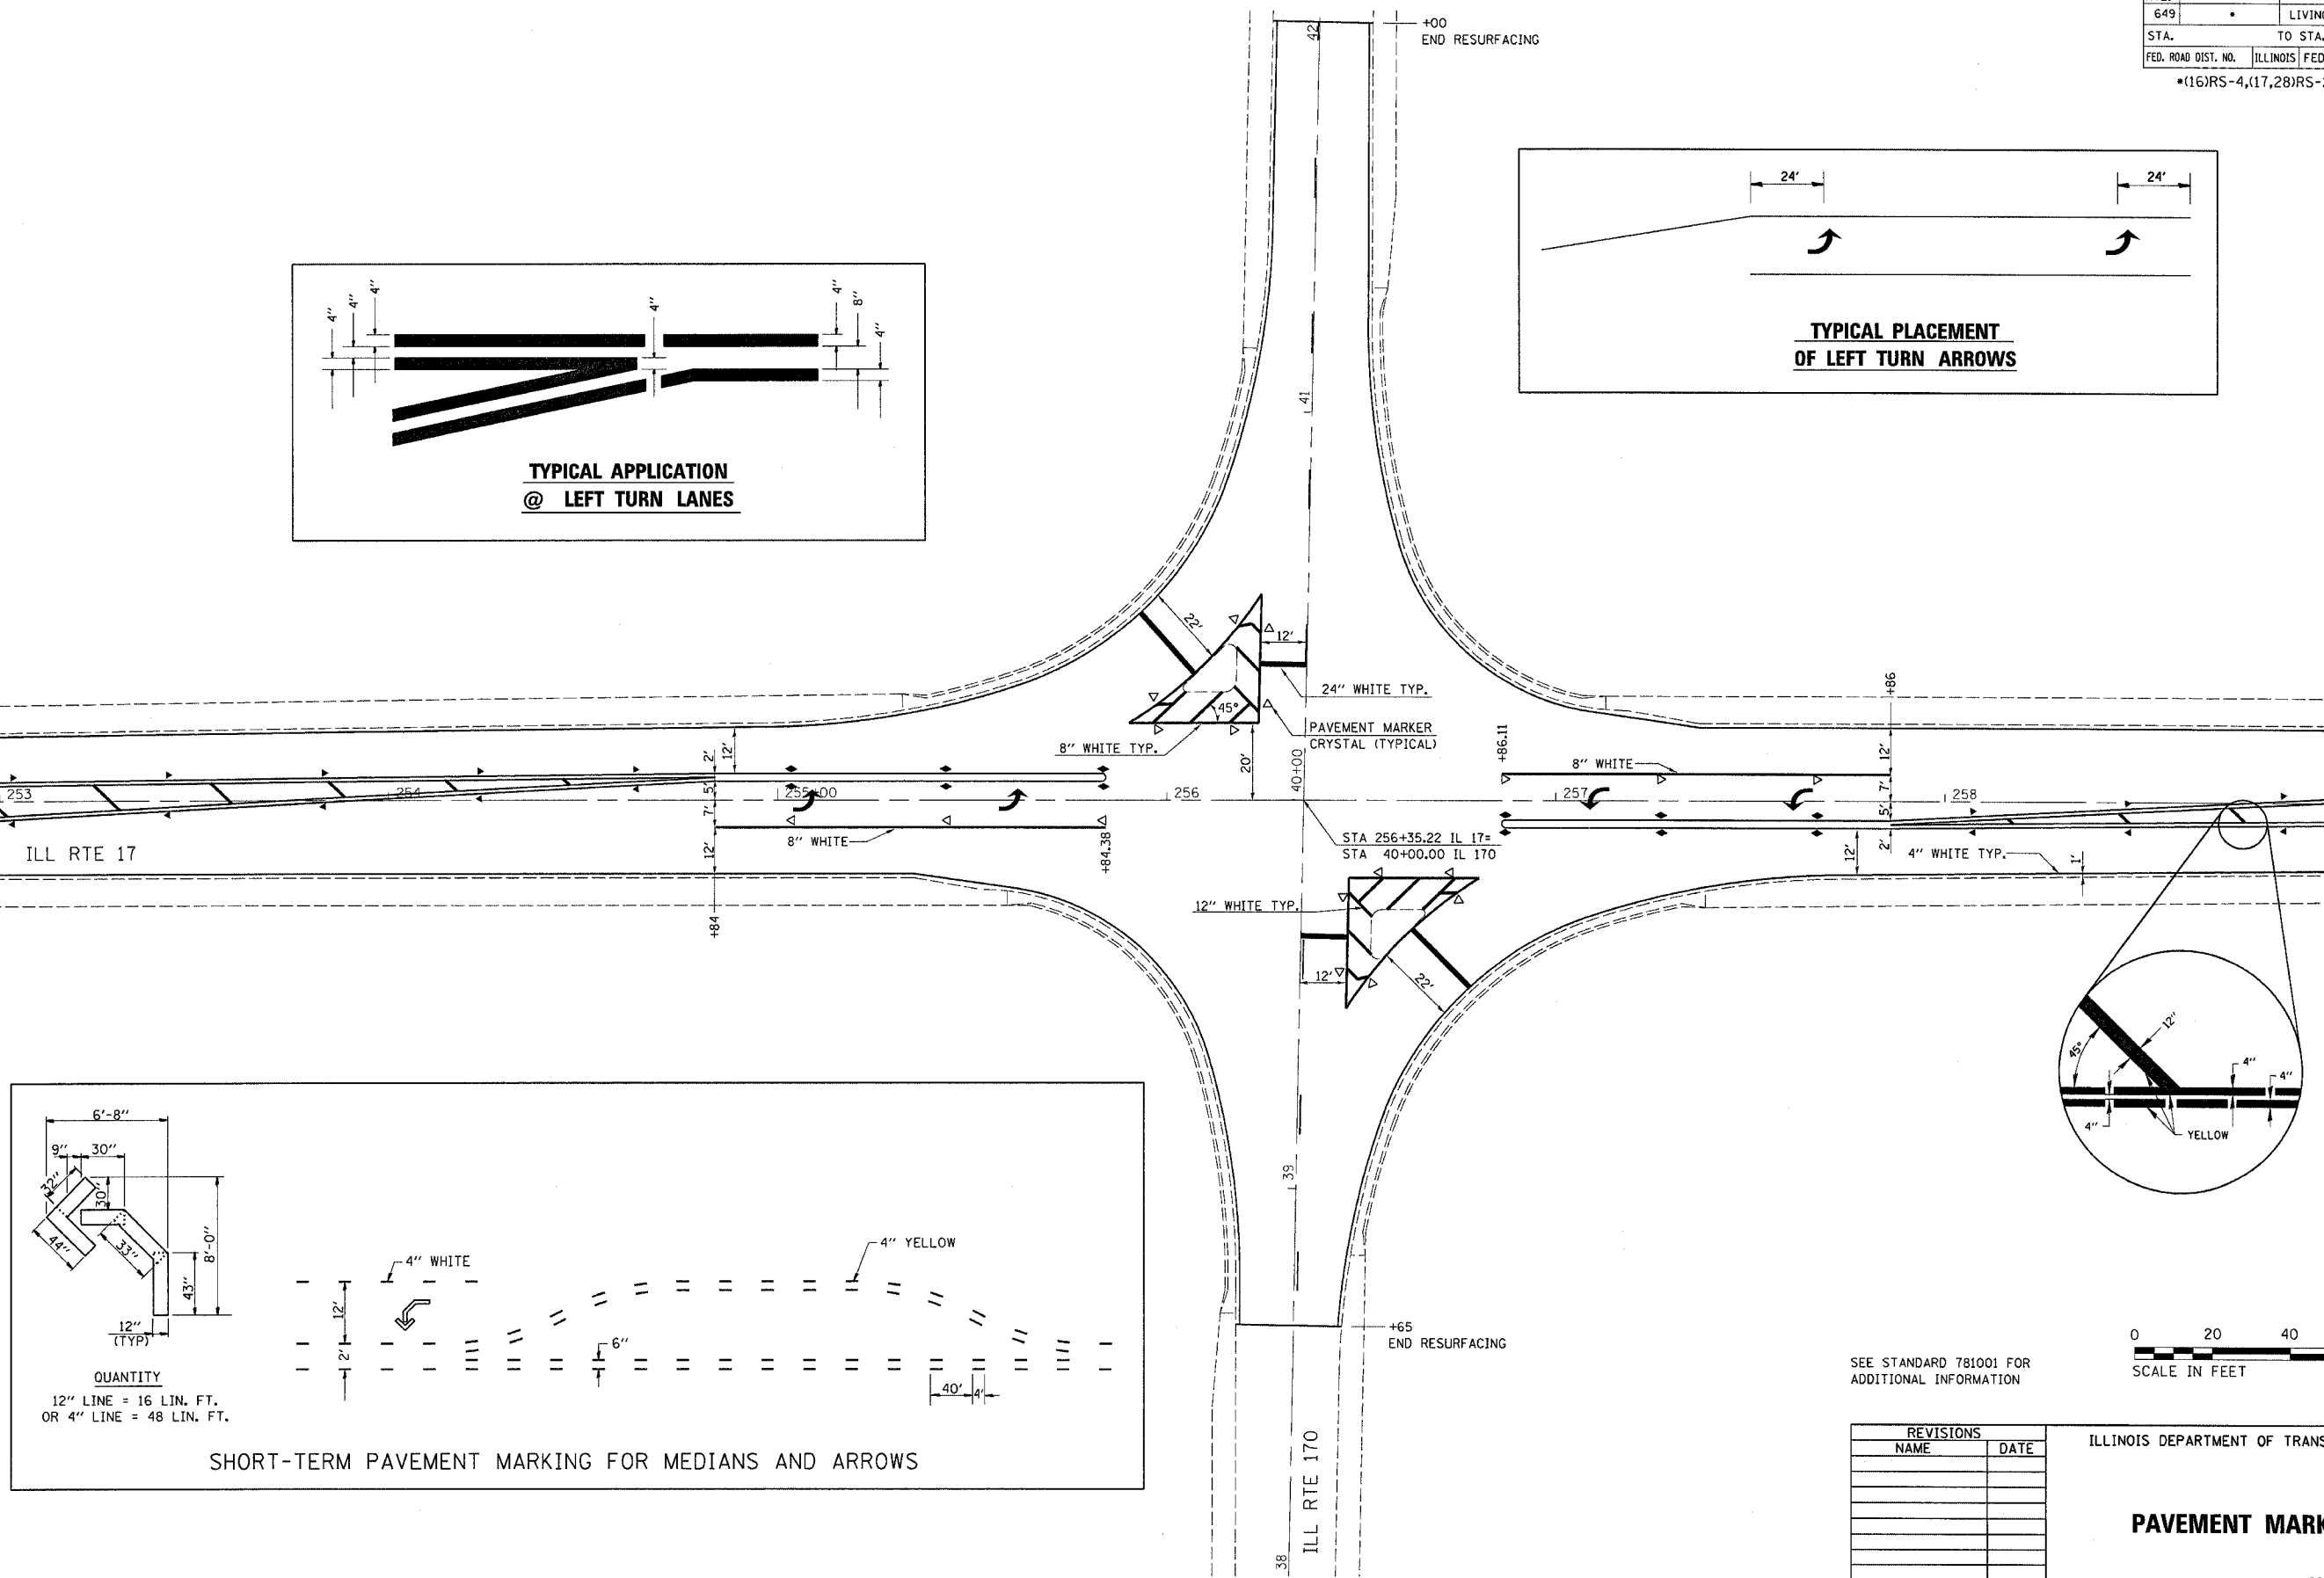 649 • LIVING
STA. TO STA.
FED. ROAD DIST. NO. ILLINOIS FED
*(16)RS-4,(17,28)RS-
+00
END RESURFACING
42
24' 24'
TYPICAL PLACEMENT
OF LEFT TURN ARROWS
4" 4" 4" 4" 4" 8" 4"
TYPICAL APPLICATION
@ LEFT TURN LANES
41
22'
12'
24" WHITE TYP.
45°
PAVEMENT MARKER
CRYSTAL (TYPICAL)
8" WHITE TYP.
20'
40+00
+86.11
+86
8" WHITE
12'
2'
12'
5'
7'
12'
7'
5'
2'
12'
253 254 255+00 256 257 258
ILL RTE 17
8" WHITE
+84.38
+84
STA 256+35.22 IL 17=
STA 40+00.00 IL 170
4" WHITE TYP.
1'
12" WHITE TYP.
12'
22'
45°
12"
4"
4"
4"
YELLOW
39
6'-8"
9" 30"
32"
30"
44"
33"
8'-0"
43"
12"
(TYP)
QUANTITY
12" LINE = 16 LIN. FT.
OR 4" LINE = 48 LIN. FT.
4" WHITE
12'
2'
4" YELLOW
6"
40' 4'
SHORT-TERM PAVEMENT MARKING FOR MEDIANS AND ARROWS
+65
END RESURFACING
ILL RTE 170
38
SEE STANDARD 781001 FOR
ADDITIONAL INFORMATION
0 20 40
SCALE IN FEET
REVISIONS
NAME DATE
ILLINOIS DEPARTMENT OF TRANS
PAVEMENT MARK